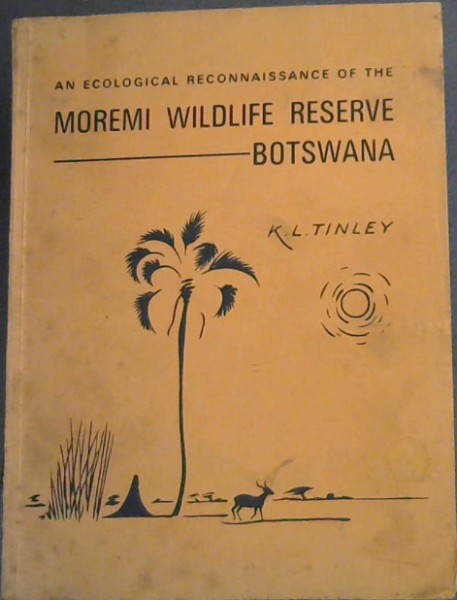 AN ECOLOGICAL RECONNAISSANCE OF THE
MOREMI WILDLIFE RESERVE
BOTSWANA
K.L.TINLEY